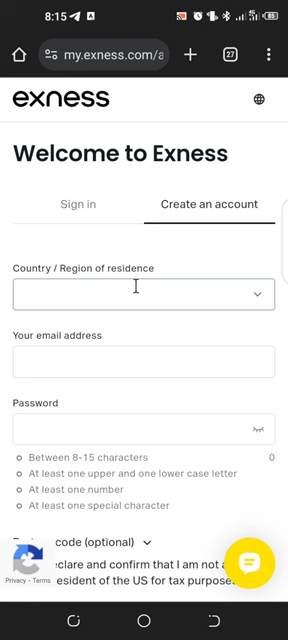 8:15
my.exness.com/a
27
exness
Welcome to Exness
Sign in
Create an account
Country / Region of residence
Your email address
Password
Between 8-15 characters
0
At least one upper and one lower case letter
At least one number
At least one special character
code (optional)
eclare and confirm that I am not a
resident of the US for tax purpose
Privacy - Terms